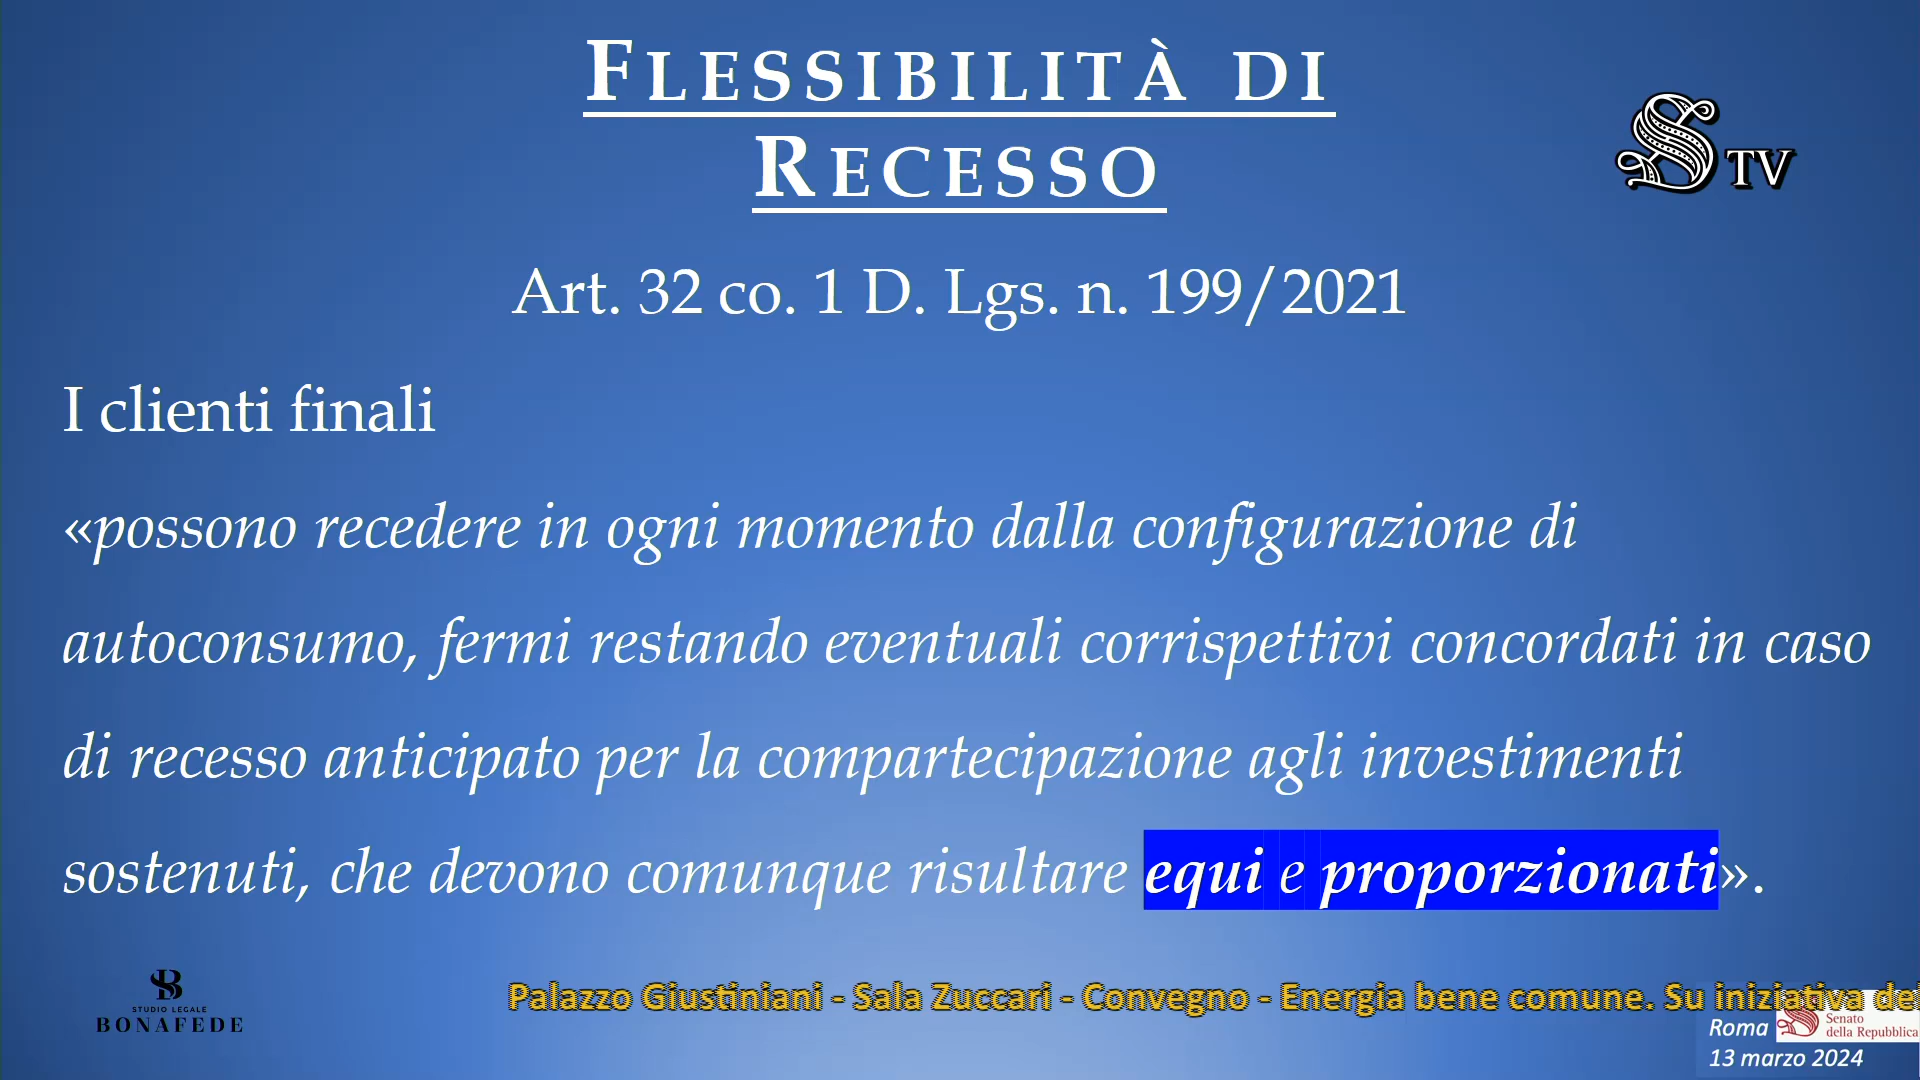 FLESSIBILITÀ DI
RECESSO
S TV
Art. 32 co. 1 D. Lgs. n. 199/2021
I clienti finali
«possono recedere in ogni momento dalla configurazione di
autoconsumo, fermi restando eventuali corrispettivi concordati in caso
di recesso anticipato per la compartecipazione agli investimenti
sostenuti, che devono comunque risultare equi e proporzionati».
SB
STUDIO LEGALE
BONAFEDE
Palazzo Giustiniani - Sala Zuccari - Convegno - Energia bene comune. Su iniziativa del
Roma
Senato
della Repubblica
13 marzo 2024